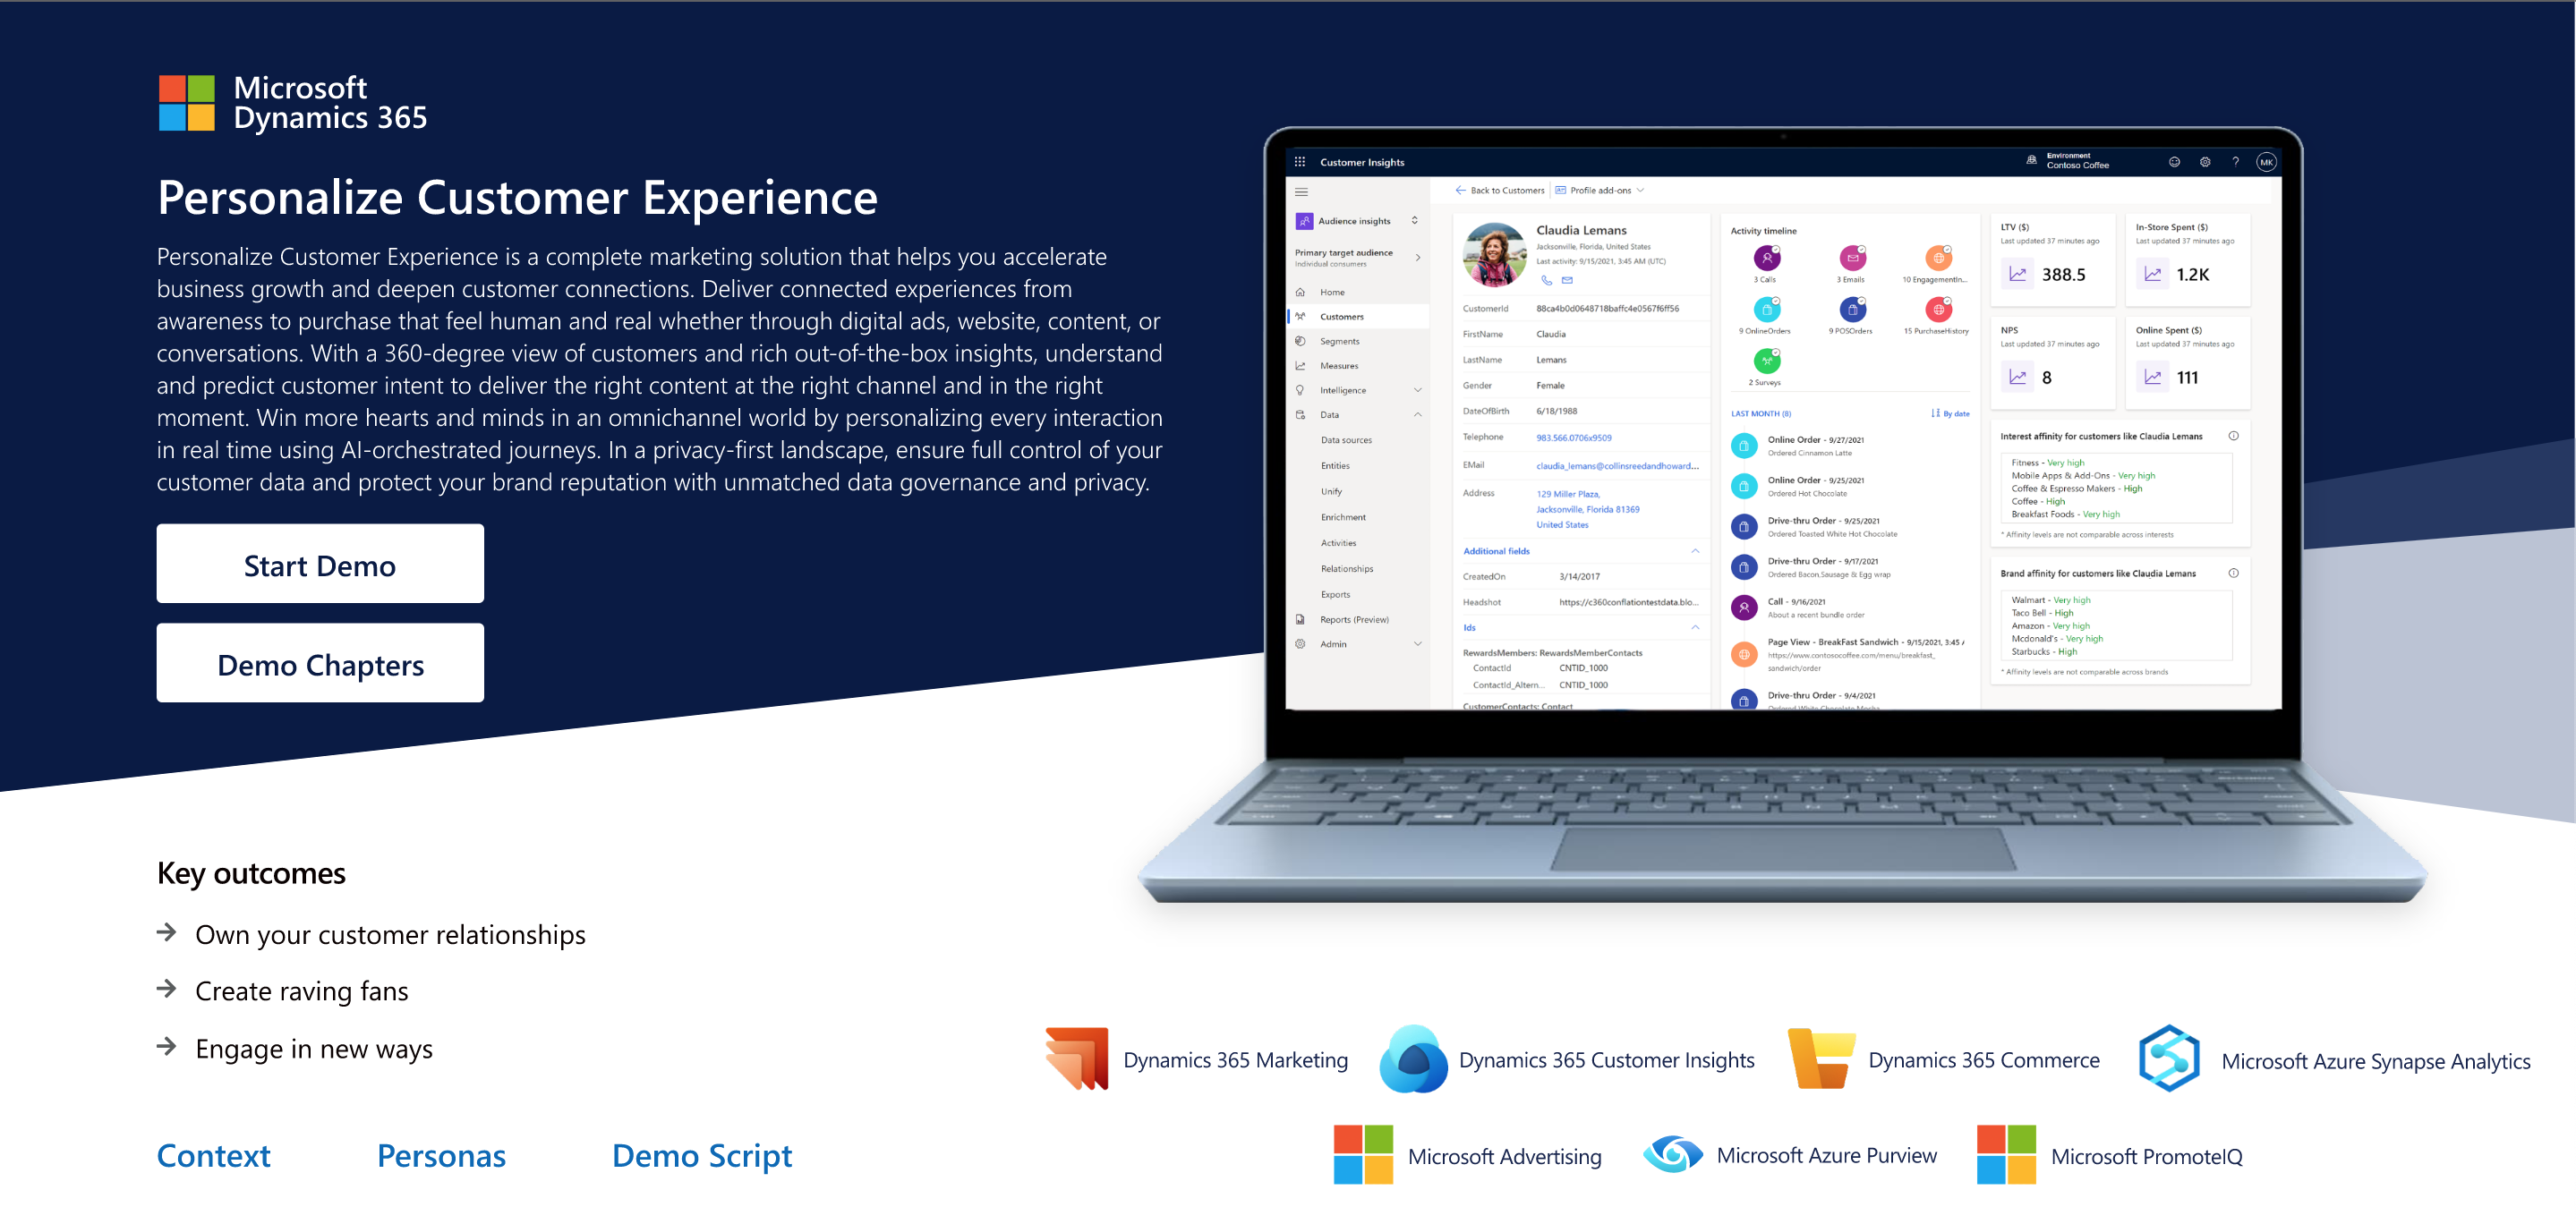 Microsoft
Dynamics 365
Personalize Customer Experience
Personalize Customer Experience is a complete marketing solution that helps you accelerate
business growth and deepen customer connections. Deliver connected experiences from
awareness to purchase that feel human and real whether through digital ads, website, content, or
conversations. With a 360-degree view of customers and rich out-of-the-box insights, understand
and predict customer intent to deliver the right content at the right channel and in the right
moment. Win more hearts and minds in an omnichannel world by personalizing every interaction
in real time using AI-orchestrated journeys. In a privacy-first landscape, ensure full control of your
customer data and protect your brand reputation with unmatched data governance and privacy.
Start Demo
Demo Chapters
Customer Insights
Environment
Contoso Coffee
?
MK
Audience insights
Primary target audience
Individual consumers
Home
Customers
Segments
Measures
Intelligence
Data
Data sources
Entities
Unify
Enrichment
Activities
Relationships
Exports
Reports (Preview)
Admin
Back to Customers
Profile add-ons
Claudia Lemans
Jacksonville, Florida, United States
Last activity: 9/15/2021, 3:45 AM (UTC)
CustomerId 88ca4b0d0648718baffc4e0567f6ff56
FirstName Claudia
LastName Lemans
Gender Female
DateOfBirth 6/18/1988
Telephone 983.566.0706x9509
EMail claudia_lemans@collinsreedandhoward...
Address 129 Miller Plaza,
Jacksonville, Florida 81369
United States
Additional fields
CreatedOn 3/14/2017
Headshot https://c360conflationtestdata.blo...
Ids
RewardsMembers: RewardsMemberContacts
ContactId CNTID_1000
ContactId_Altern... CNTID_1000
CustomerContacts: Contact
Activity timeline
3 Calls
3 Emails
10 EngagementIn...
9 OnlineOrders
9 POSOrders
15 PurchaseHistory
2 Surveys
LAST MONTH (8) By date
Online Order - 9/27/2021
Ordered Cinnamon Latte
Online Order - 9/25/2021
Ordered Hot Chocolate
Drive-thru Order - 9/25/2021
Ordered Toasted White Hot Chocolate
Drive-thru Order - 9/17/2021
Ordered Bacon,Sausage & Egg wrap
Call - 9/16/2021
About a recent bundle order
Page View - BreakFast Sandwich - 9/15/2021, 3:45 A
https://www.contosocoffee.com/menu/breakfast_
sandwich/order
Drive-thru Order - 9/4/2021
Ordered White Chocolate Mocha
LTV ($)
Last updated 37 minutes ago
388.5
In-Store Spent ($)
Last updated 37 minutes ago
1.2K
NPS
Last updated 37 minutes ago
8
Online Spent ($)
Last updated 37 minutes ago
111
Interest affinity for customers like Claudia Lemans
Fitness - Very high
Mobile Apps & Add-Ons - Very high
Coffee & Espresso Makers - High
Coffee - High
Breakfast Foods - Very high
* Affinity levels are not comparable across interests
Brand affinity for customers like Claudia Lemans
Walmart - Very high
Taco Bell - High
Amazon - Very high
Mcdonald's - Very high
Starbucks - High
* Affinity levels are not comparable across brands
Key outcomes
Own your customer relationships
Create raving fans
Engage in new ways
Context
Personas
Demo Script
Dynamics 365 Marketing
Dynamics 365 Customer Insights
Dynamics 365 Commerce
Microsoft Azure Synapse Analytics
Microsoft Advertising
Microsoft Azure Purview
Microsoft PromoteIQ